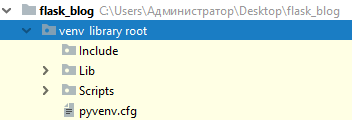 flask_blog C:\Users\Администратор\Desktop\flask_blog
venv library root
Include
Lib
Scripts
pyvenv.cfg